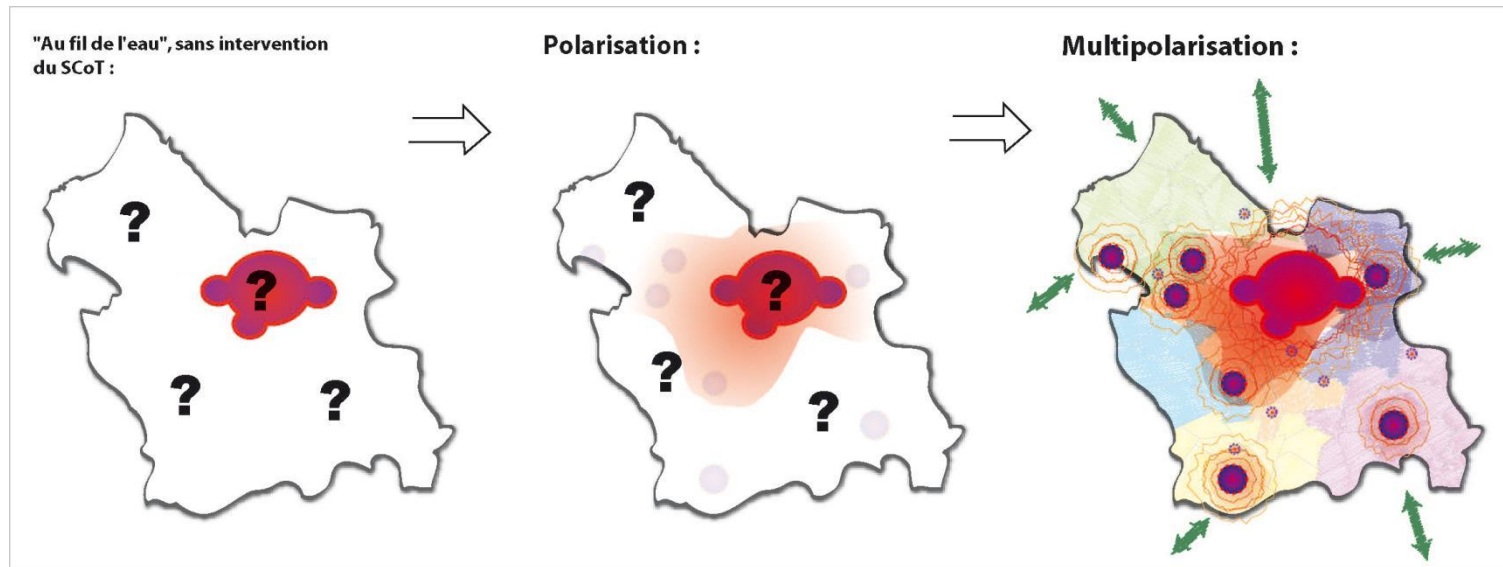 "Au fil de l'eau", sans intervention
du SCoT :
Polarisation :
Multipolarisation :
?
?
?
?
?
?
?
?